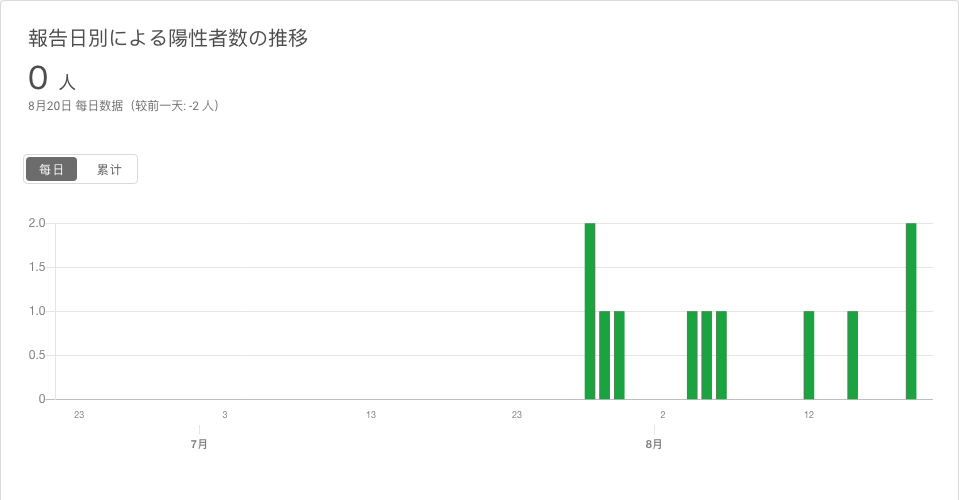 報告日別による陽性者数の推移
0 人
8月20日 每日数据（较前一天: -2 人）
每日 累计
2.0
1.5
1.0
0.5
0
23 3 13 23 2 12
7月 8月